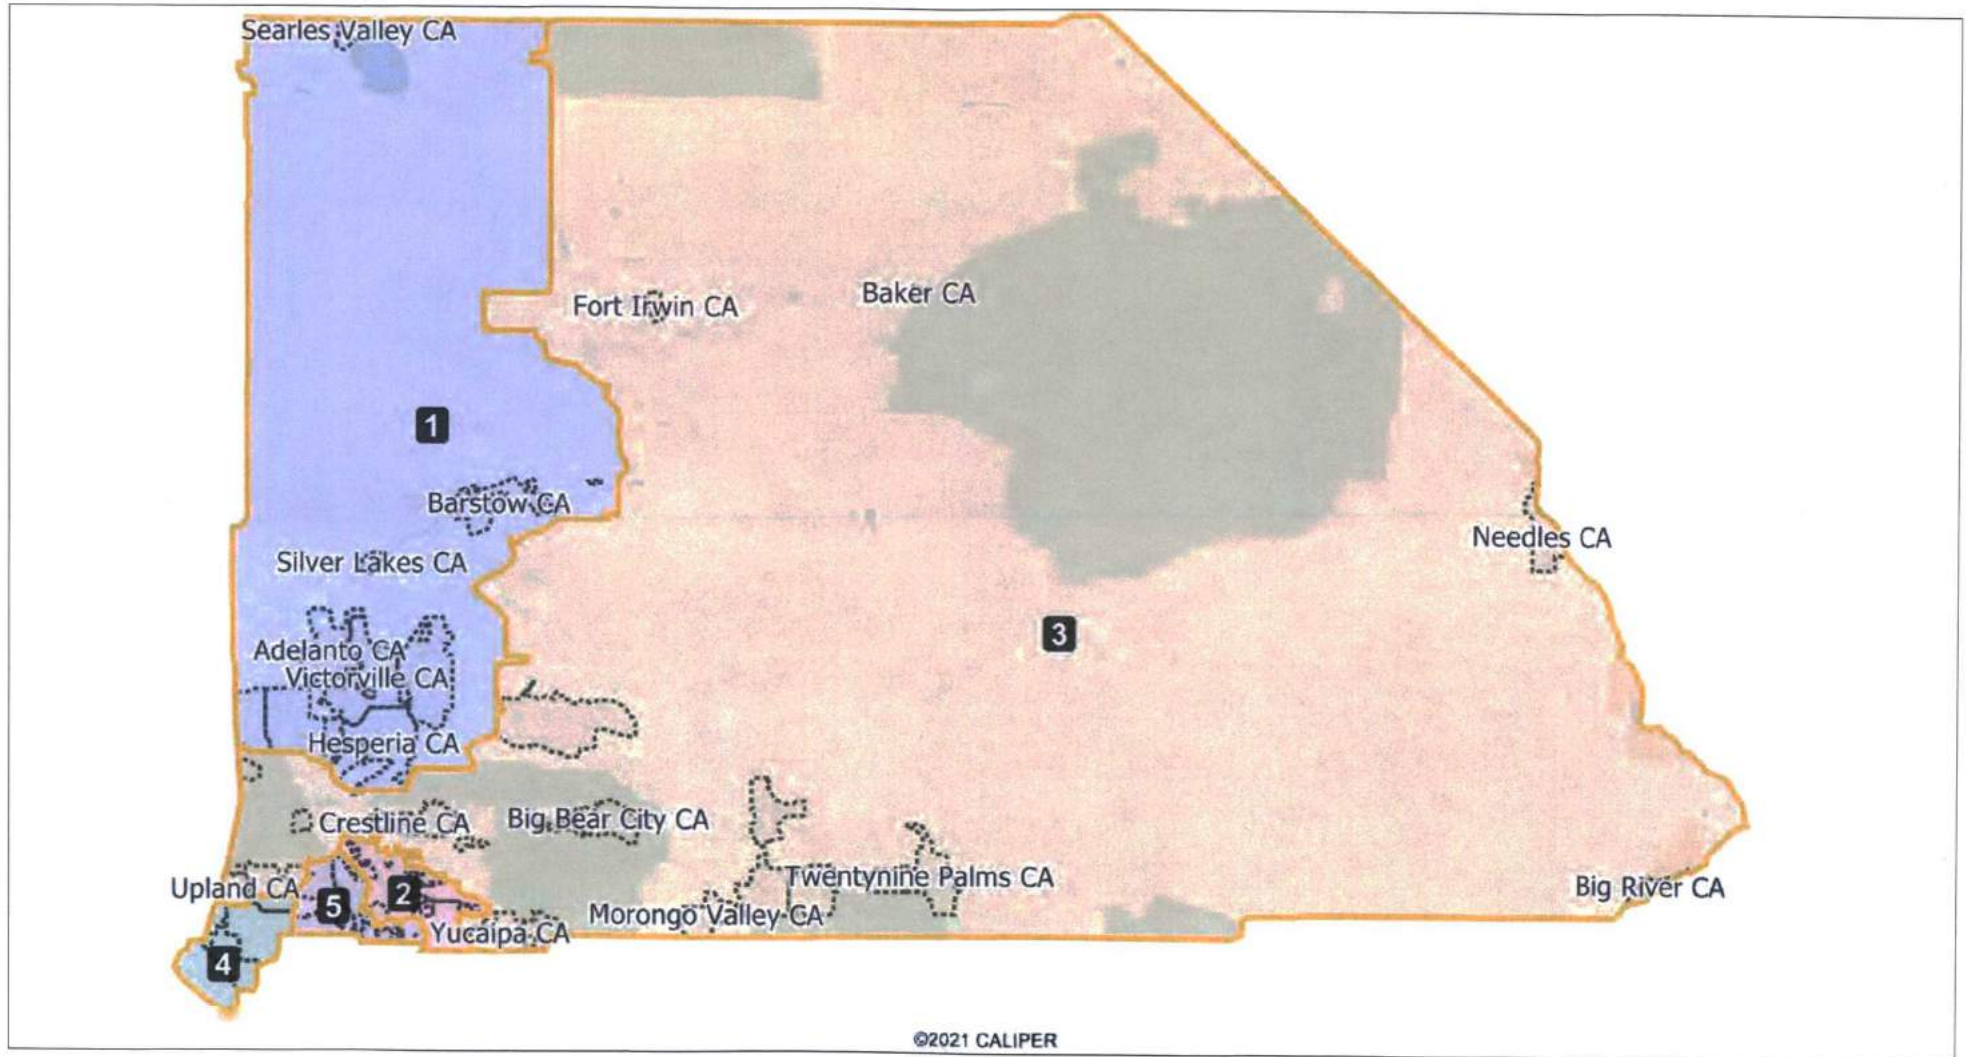 Searles Valley CA
Fort Irwin CA
Baker CA
1
Barstow CA
Needles CA
Silver Lakes CA
3
Adelanto CA
Victorville CA
Hesperia CA
Crestline CA
Big Bear City CA
Twentynine Palms CA
Upland CA
5
2
Big River CA
Morongo Valley CA
Yucaipa CA
4
©2021 CALIPER